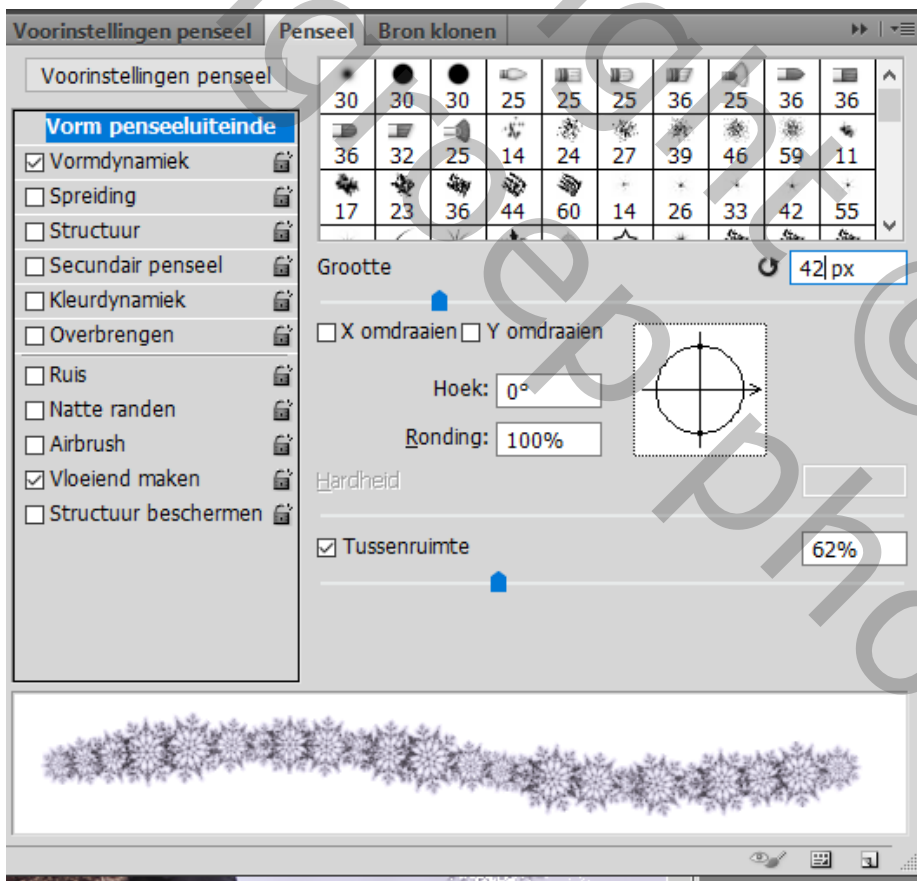 Voorinstellingen penseel Penseel Bron klonen
Voorinstellingen penseel
30 30 30 25 25 25 36 25 36 36
36 32 25 14 24 27 39 46 59 11
17 23 36 44 60 14 26 33 42 55
Vorm penseeluiteinde
Vormdynamiek
Spreiding
Structuur
Secundair penseel
Kleurdynamiek
Overbrengen
Ruis
Natte randen
Airbrush
Vloeiend maken
Structuur beschermen
Grootte 42 px
X omdraaien Y omdraaien
Hoek: 0°
Ronding: 100%
Hardheid
Tussenruimte 62%